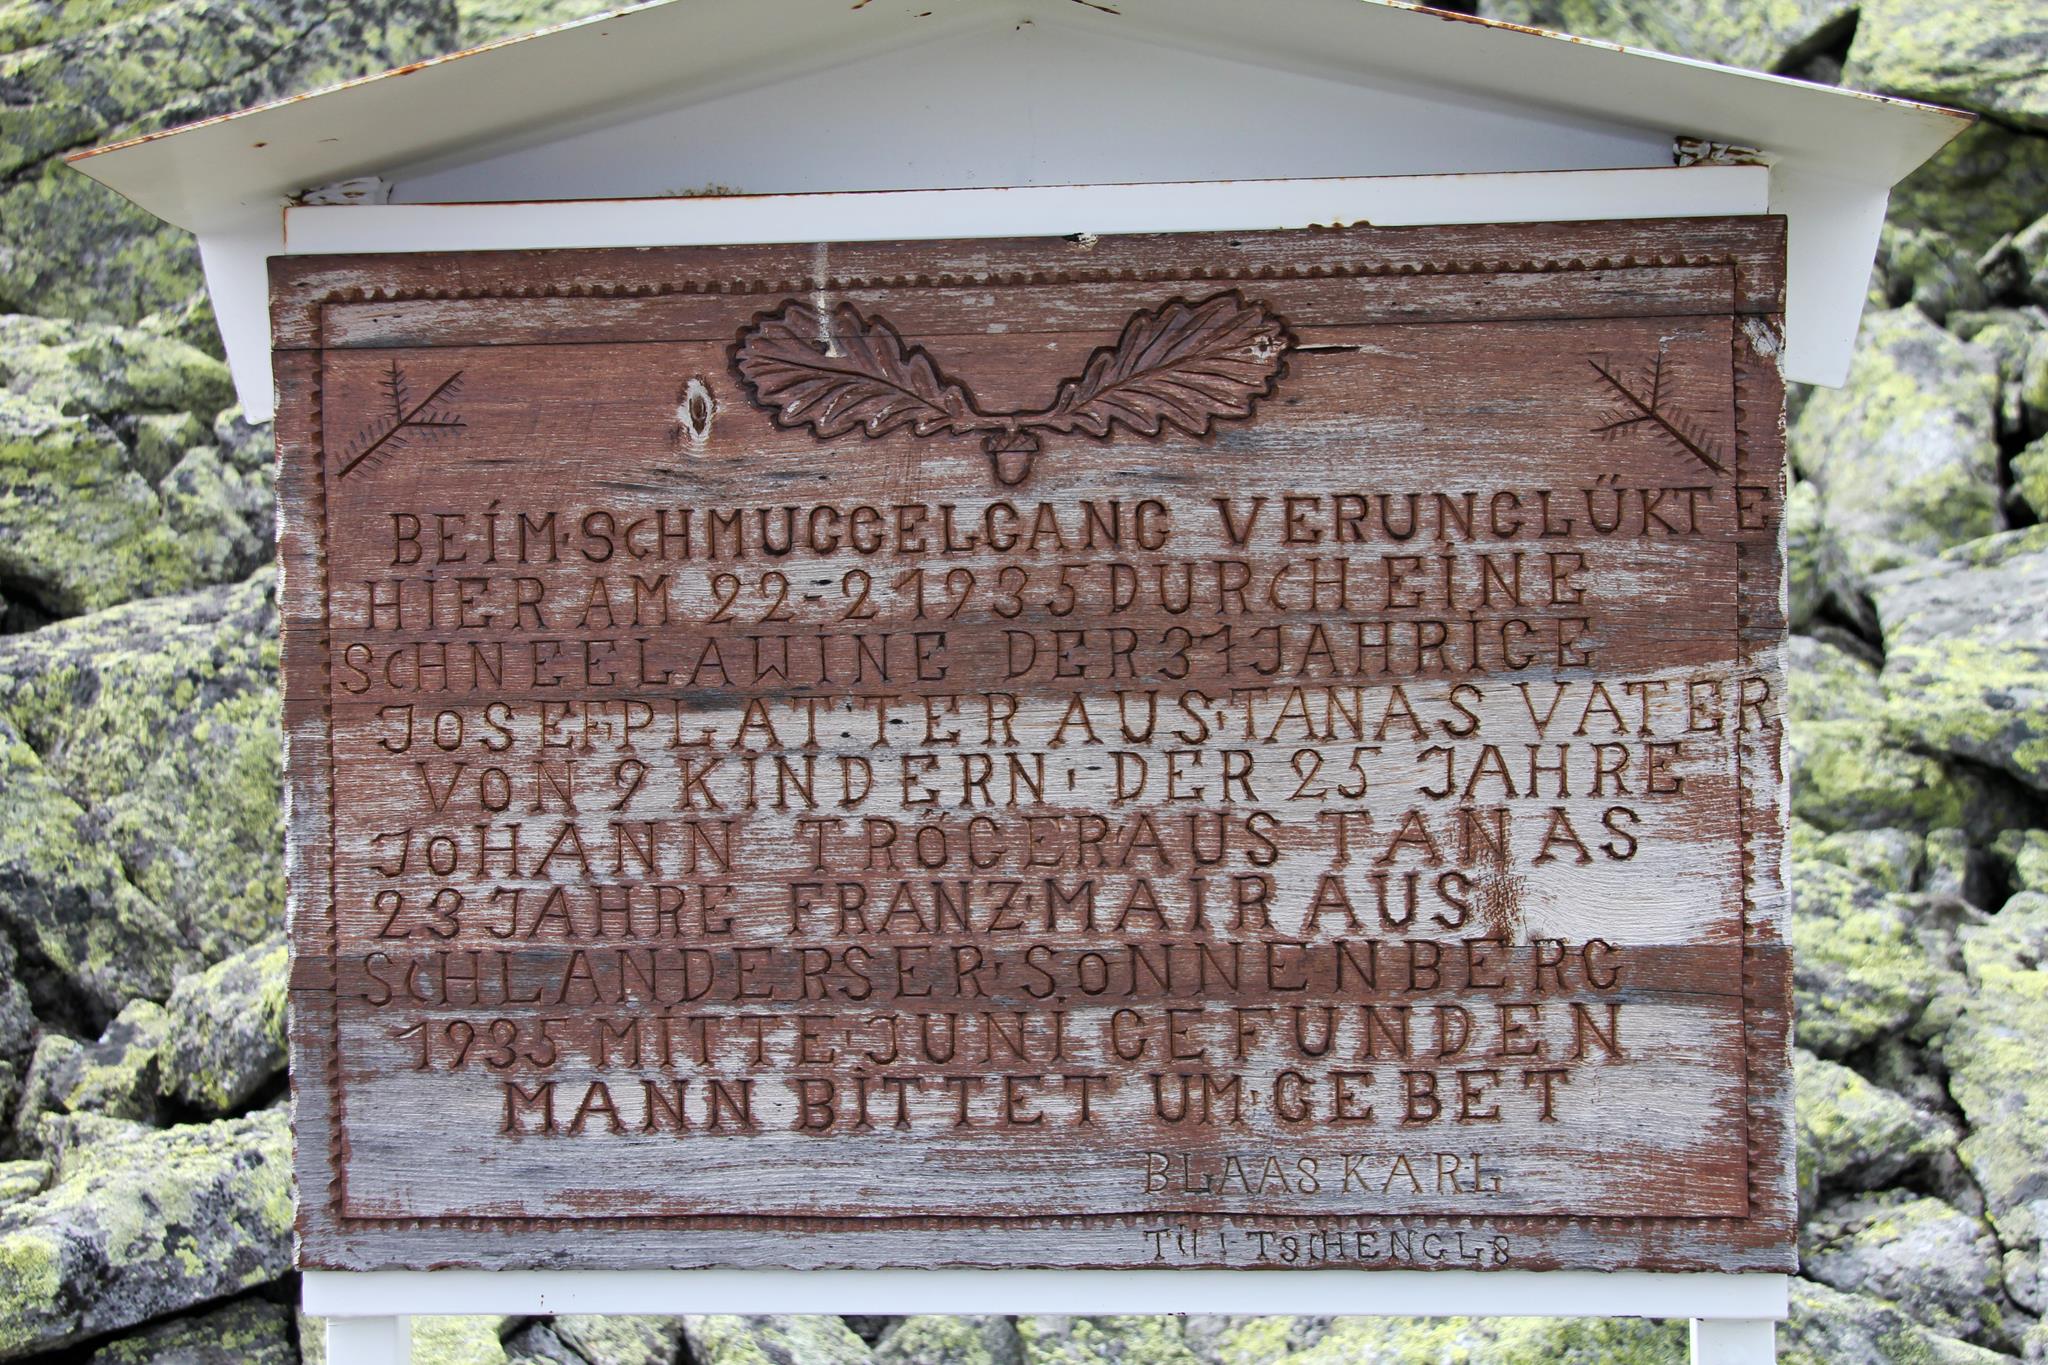 BEIM·SCHMUGGELGANG VERUNGLÜKTE
HIER AM 22-2 1935 DURCH EINE
SCHNEELAWINE DER 31 JAHRIGE
JOSEF PLATTER AUS·TANAS VATER
VON 9 KINDERN· DER 25 JAHRE
JOHANN TRÖGER AUS TANAS
23 JAHRE FRANZ·MAIR AUS
SCHLANDERSER·SONNENBERG
1935 MITTE·JUNI GEFUNDEN
MANN BITTET UM·GEBET
BLAAS KARL
TSCHENGLS